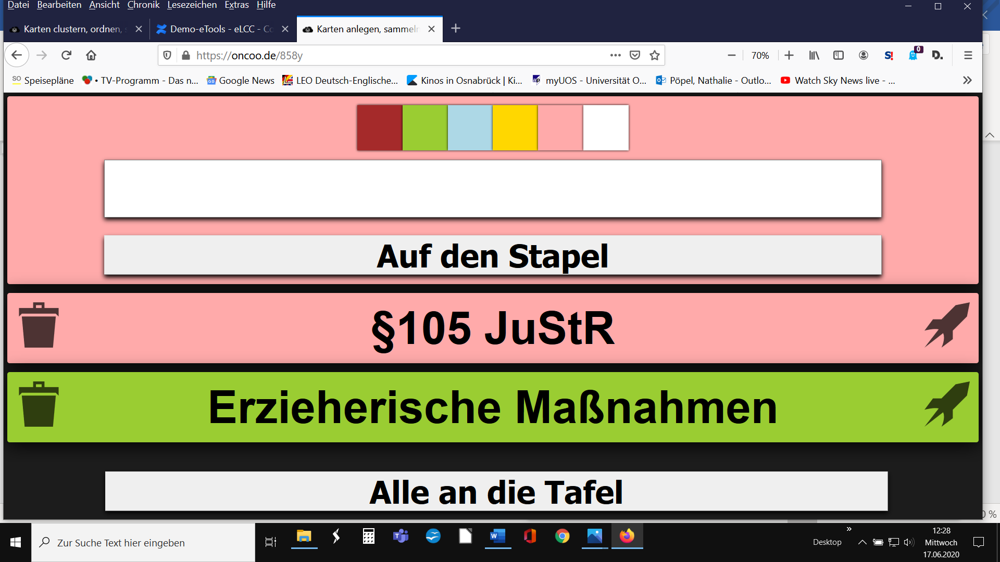 Datei Bearbeiten Ansicht Chronik Lesezeichen Extras Hilfe
Karten clustern, ordnen,
Demo-eTools - eLCC - Co
Karten anlegen, sammeln
https://oncoo.de/858y
70%
S!
0
D.
SO Speisepläne
• TV-Programm - Das n...
Google News
LEO Deutsch-Englische...
Kinos in Osnabrück | Ki...
myUOS - Universität O...
Pöpel, Nathalie - Outlo...
Watch Sky News live - ...
Auf den Stapel
§105 JuStR
Erzieherische Maßnahmen
Alle an die Tafel
Zur Suche Text hier eingeben
Desktop
12:28
Mittwoch
17.06.2020